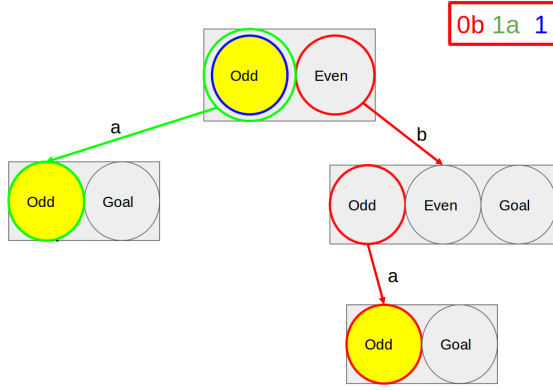 0b 1a 1
Odd Even
a
b
Odd Goal
Odd Even Goal
a
Odd Goal